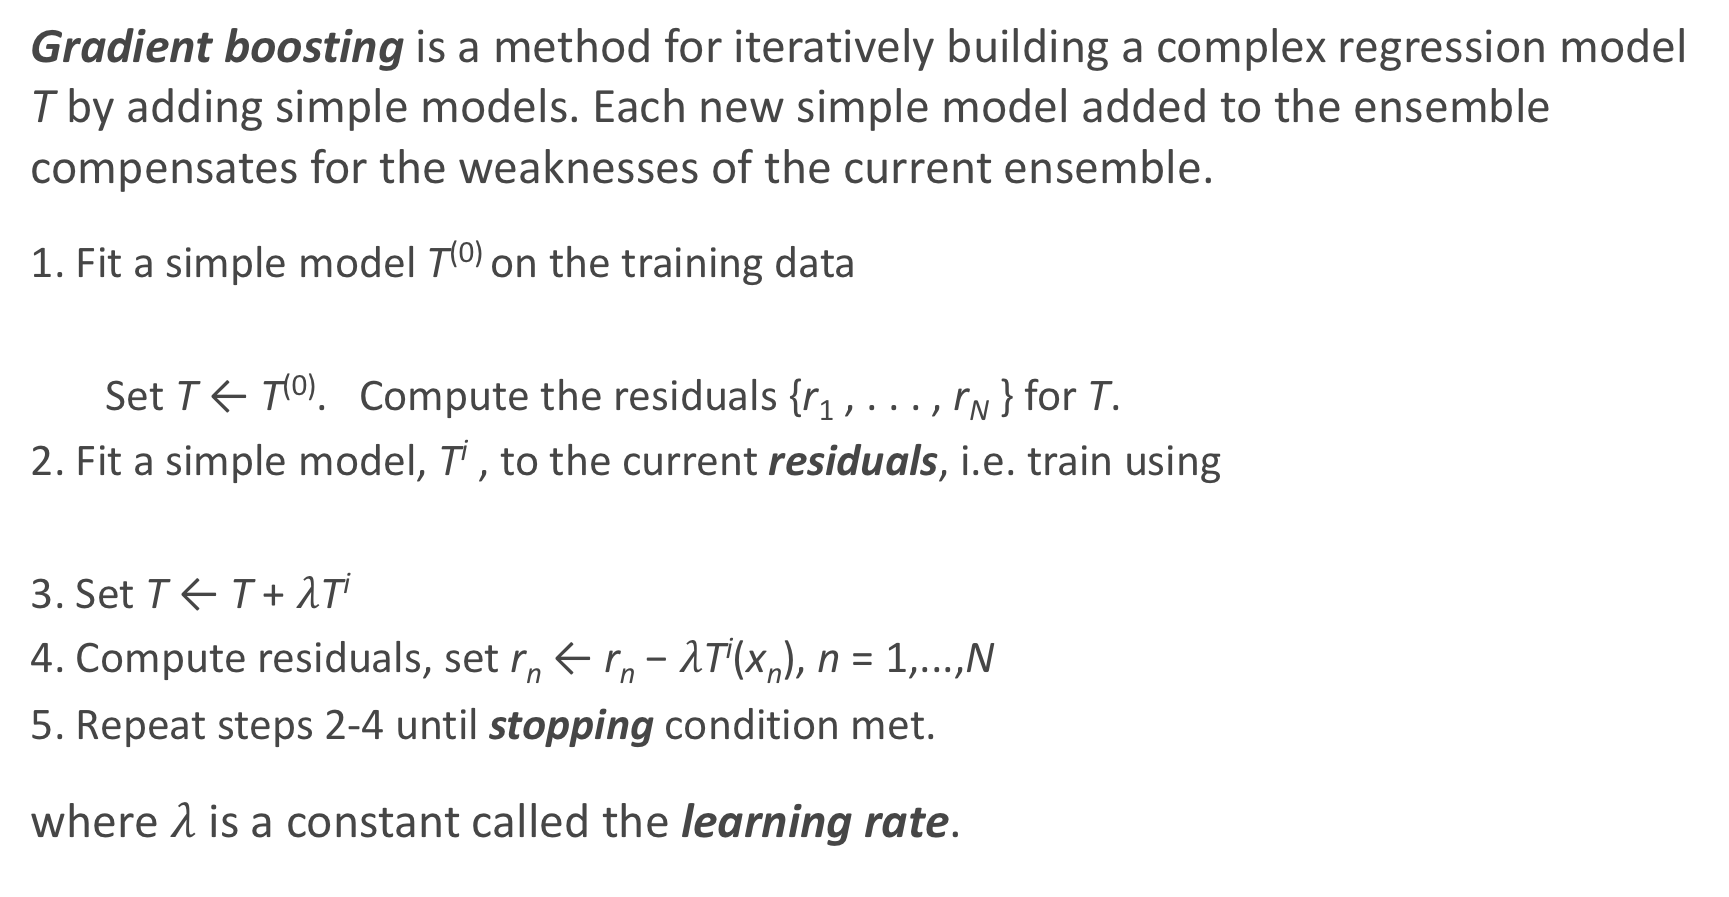 Gradient boosting is a method for iteratively building a complex regression model
T by adding simple models. Each new simple model added to the ensemble
compensates for the weaknesses of the current ensemble.
1. Fit a simple model T⁽⁰⁾ on the training data
Set T ← T⁽⁰⁾. Compute the residuals {r₁ , . . . , r_N } for T.
2. Fit a simple model, Tⁱ , to the current residuals, i.e. train using
3. Set T ← T + λTⁱ
4. Compute residuals, set rₙ ← rₙ − λTⁱ(xₙ), n = 1,...,N
5. Repeat steps 2-4 until stopping condition met.
where λ is a constant called the learning rate.